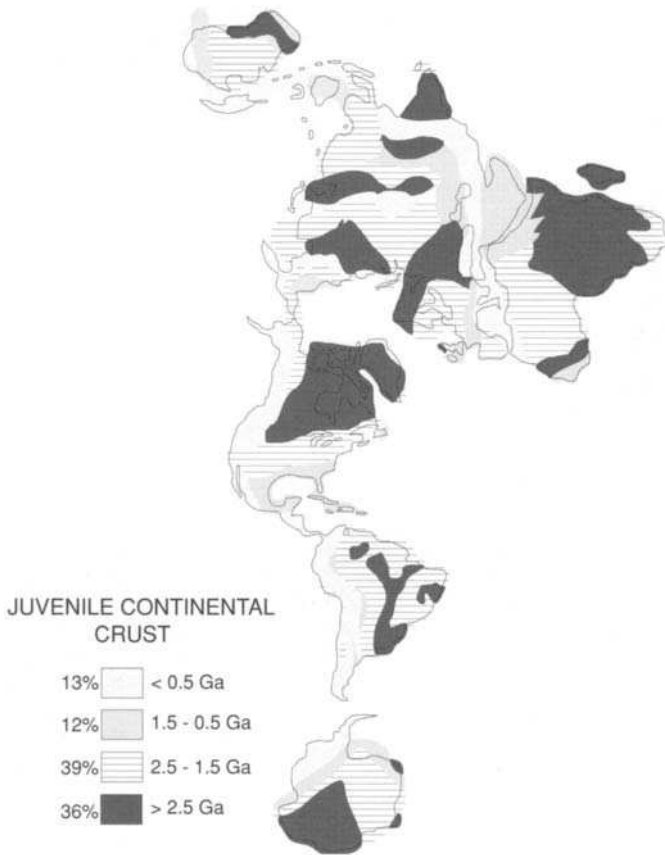 JUVENILE CONTINENTAL
CRUST
13% < 0.5 Ga
12% 1.5 - 0.5 Ga
39% 2.5 - 1.5 Ga
36% > 2.5 Ga